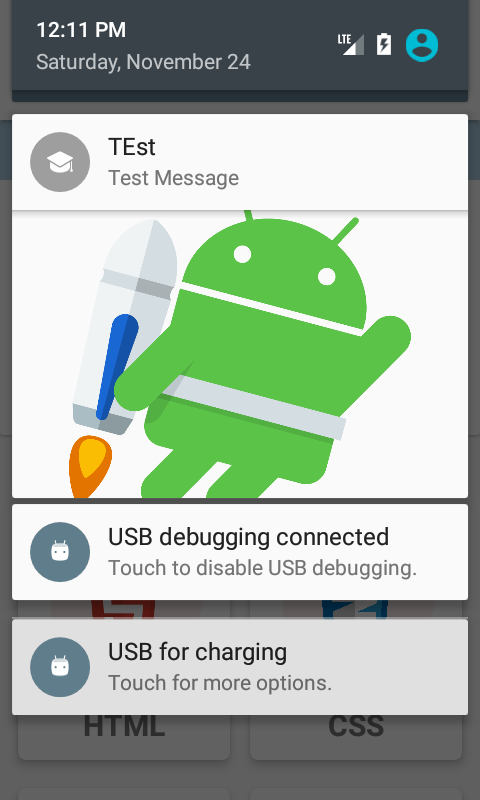 12:11 PM
Saturday, November 24
LTE
TEst
Test Message
USB debugging connected
Touch to disable USB debugging.
USB for charging
Touch for more options.
HTML
CSS